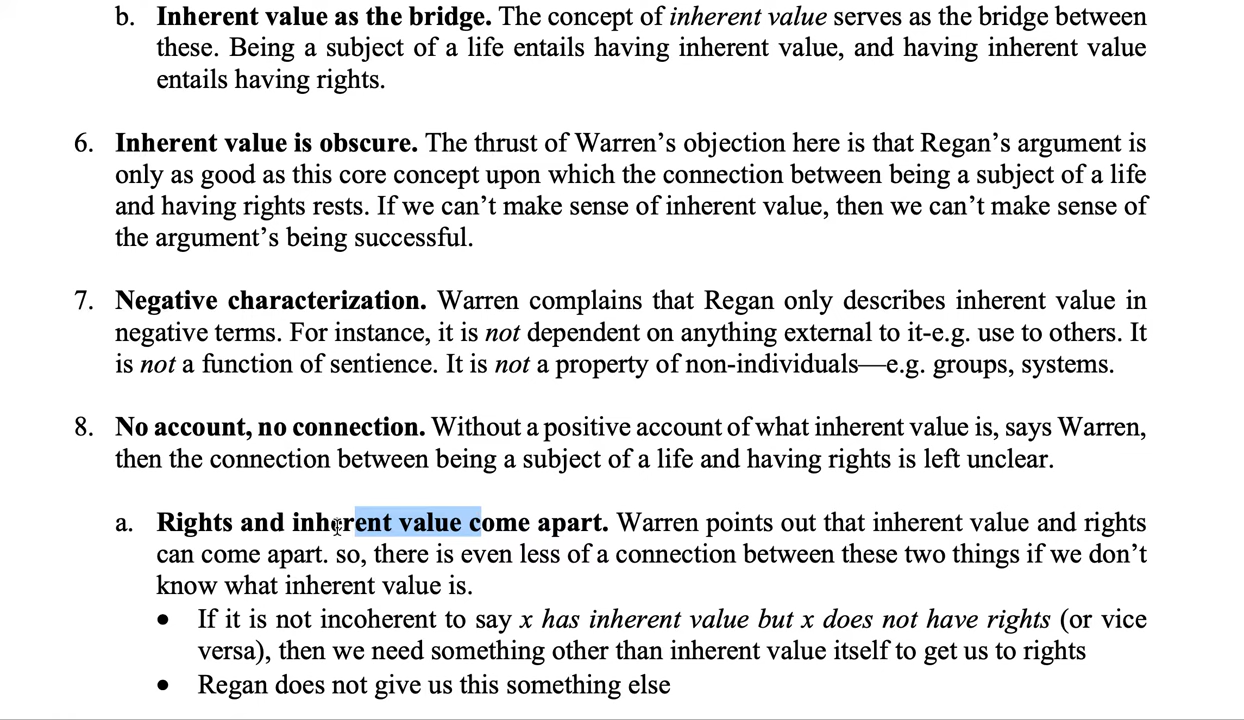 b. Inherent value as the bridge. The concept of inherent value serves as the bridge between
these. Being a subject of a life entails having inherent value, and having inherent value
entails having rights.
6. Inherent value is obscure. The thrust of Warren’s objection here is that Regan’s argument is
only as good as this core concept upon which the connection between being a subject of a life
and having rights rests. If we can’t make sense of inherent value, then we can’t make sense of
the argument’s being successful.
7. Negative characterization. Warren complains that Regan only describes inherent value in
negative terms. For instance, it is not dependent on anything external to it-e.g. use to others. It
is not a function of sentience. It is not a property of non-individuals—e.g. groups, systems.
8. No account, no connection. Without a positive account of what inherent value is, says Warren,
then the connection between being a subject of a life and having rights is left unclear.
a. Rights and inherent value come apart. Warren points out that inherent value and rights
can come apart. so, there is even less of a connection between these two things if we don’t
know what inherent value is.
• If it is not incoherent to say x has inherent value but x does not have rights (or vice
versa), then we need something other than inherent value itself to get us to rights
• Regan does not give us this something else